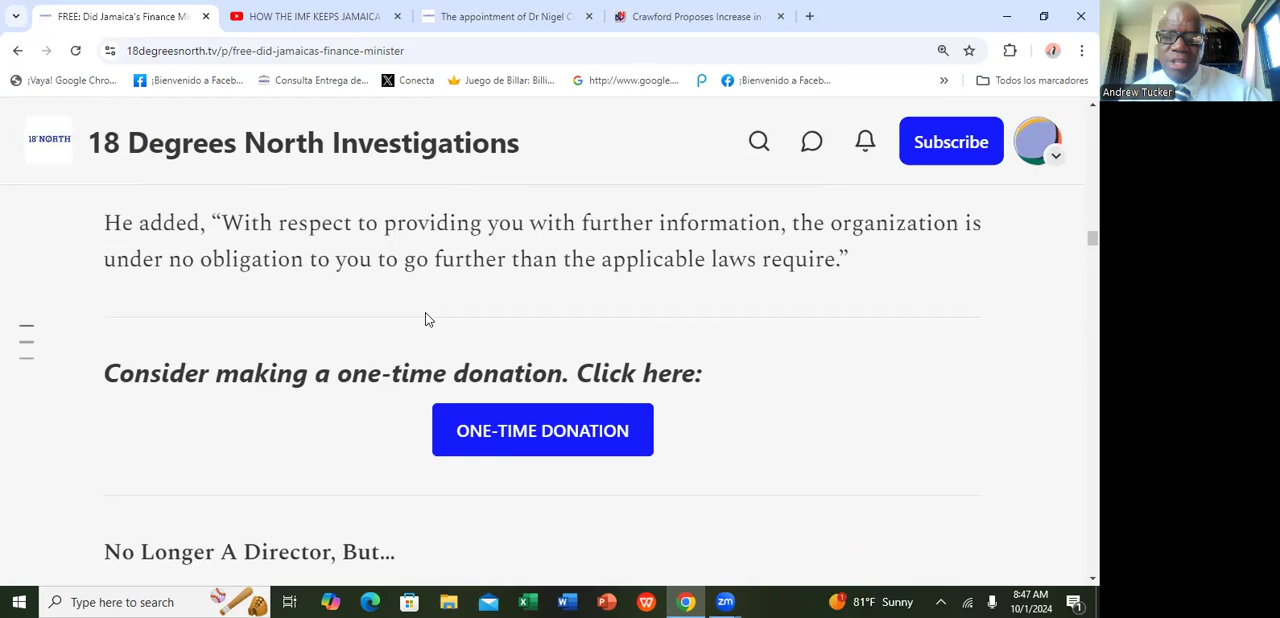 FREE: Did Jamaica's Finance Min
HOW THE IMF KEEPS JAMAICA
The appointment of Dr Nigel C
Crawford Proposes Increase in
18degreesnorth.tv/p/free-did-jamaicas-finance-minister
¡Vaya! Google Chro...
¡Bienvenido a Faceb...
Consulta Entrega de...
Conecta
Juego de Billar: Billi...
http://www.google....
¡Bienvenido a Faceb...
Todos los marcadores
Andrew Tucker
18° NORTH
18 Degrees North Investigations
Subscribe
He added, “With respect to providing you with further information, the organization is
under no obligation to you to go further than the applicable laws require.”
Consider making a one-time donation. Click here:
ONE-TIME DONATION
No Longer A Director, But...
Type here to search
zm
81°F Sunny
8:47 AM
10/1/2024
1